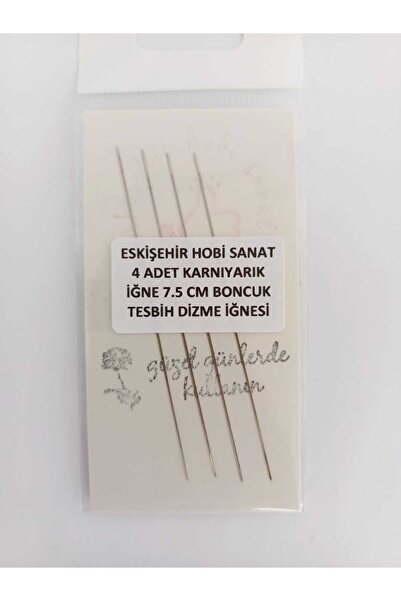 ESKİŞEHİR HOBİ SANAT
4 ADET KARNIYARIK
İĞNE 7.5 CM BONCUK
TESBİH DİZME İĞNESİ
güzel günlerde
kullanın